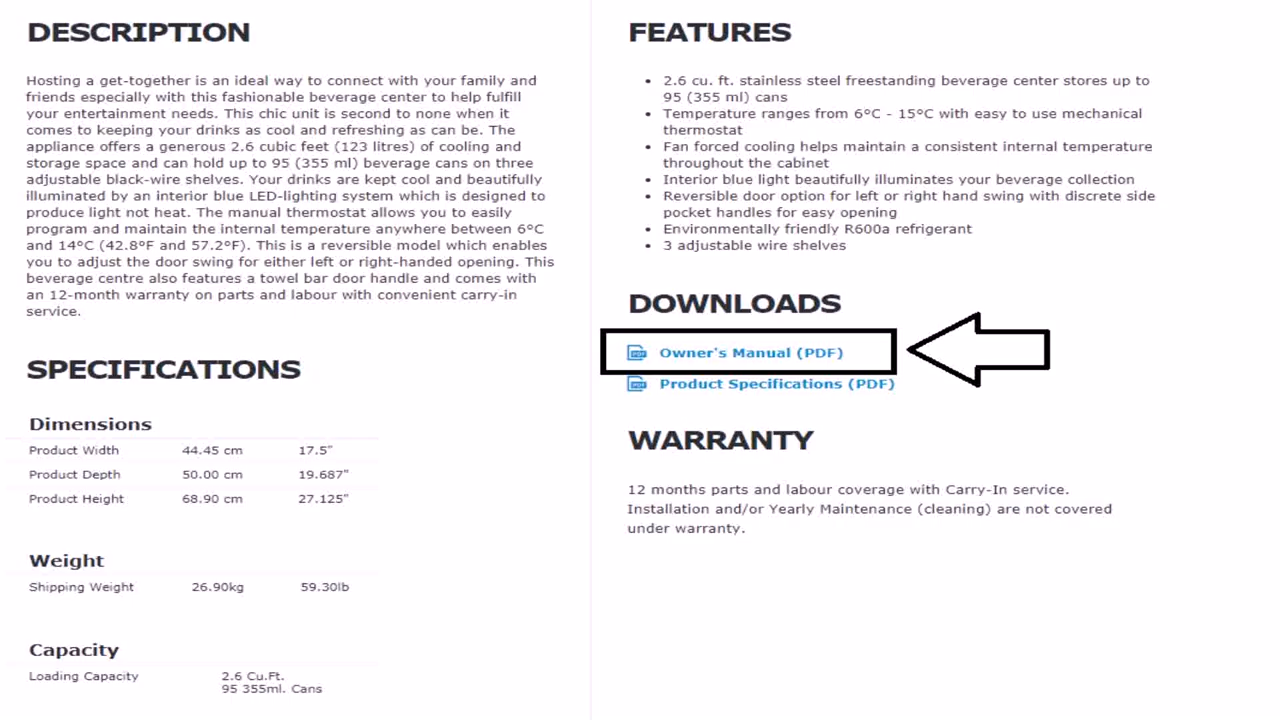 DESCRIPTION
Hosting a get-together is an ideal way to connect with your family and
friends especially with this fashionable beverage center to help fulfill
your entertainment needs. This chic unit is second to none when it
comes to keeping your drinks as cool and refreshing as can be. The
appliance offers a generous 2.6 cubic feet (123 litres) of cooling and
storage space and can hold up to 95 (355 ml) beverage cans on three
adjustable black-wire shelves. Your drinks are kept cool and beautifully
illuminated by an interior blue LED-lighting system which is designed to
produce light not heat. The manual thermostat allows you to easily
program and maintain the internal temperature anywhere between 6°C
and 14°C (42.8°F and 57.2°F). This is a reversible model which enables
you to adjust the door swing for either left or right-handed opening. This
beverage centre also features a towel bar door handle and comes with
an 12-month warranty on parts and labour with convenient carry-in
service.
SPECIFICATIONS
Dimensions
Product Width 44.45 cm 17.5"
Product Depth 50.00 cm 19.687"
Product Height 68.90 cm 27.125"
Weight
Shipping Weight 26.90kg 59.30lb
Capacity
Loading Capacity 2.6 Cu.Ft.
95 355ml. Cans
FEATURES
• 2.6 cu. ft. stainless steel freestanding beverage center stores up to
95 (355 ml) cans
• Temperature ranges from 6ºC - 15ºC with easy to use mechanical
thermostat
• Fan forced cooling helps maintain a consistent internal temperature
throughout the cabinet
• Interior blue light beautifully illuminates your beverage collection
• Reversible door option for left or right hand swing with discrete side
pocket handles for easy opening
• Environmentally friendly R600a refrigerant
• 3 adjustable wire shelves
DOWNLOADS
PDF Owner's Manual (PDF)
PDF Product Specifications (PDF)
WARRANTY
12 months parts and labour coverage with Carry-In service.
Installation and/or Yearly Maintenance (cleaning) are not covered
under warranty.